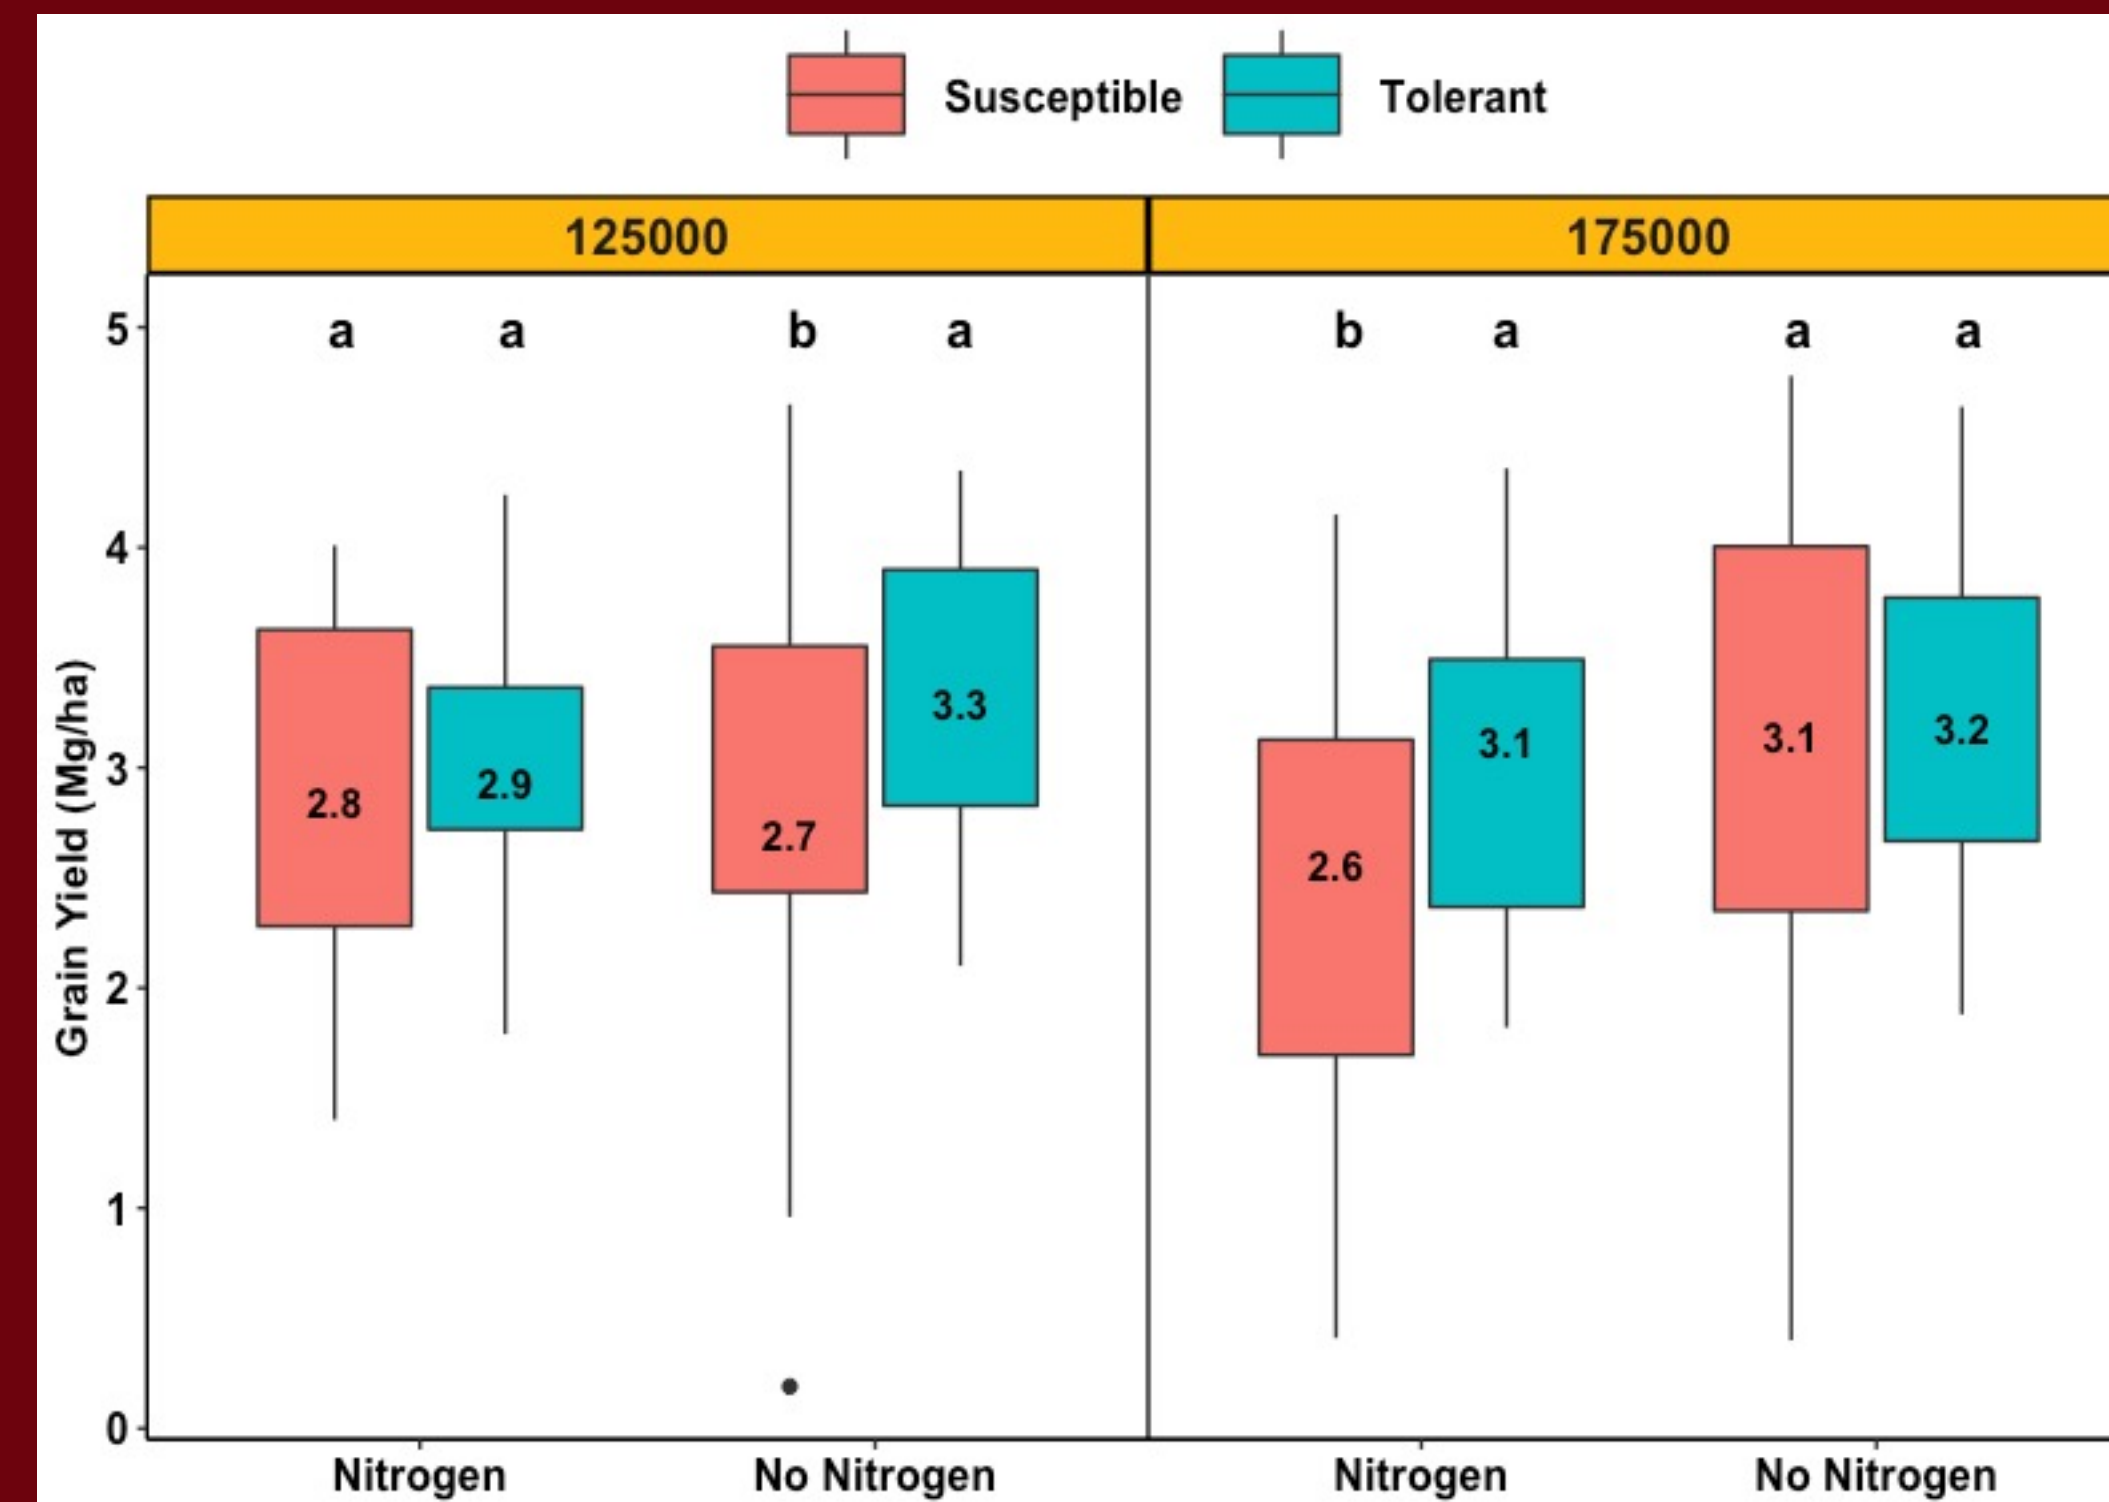 Susceptible Tolerant
125000 175000
a a b a b a a a
Grain Yield (Mg/ha)
5
4
3
2
1
0
2.8 2.9 2.7 3.3 2.6 3.1 3.1 3.2
Nitrogen No Nitrogen Nitrogen No Nitrogen